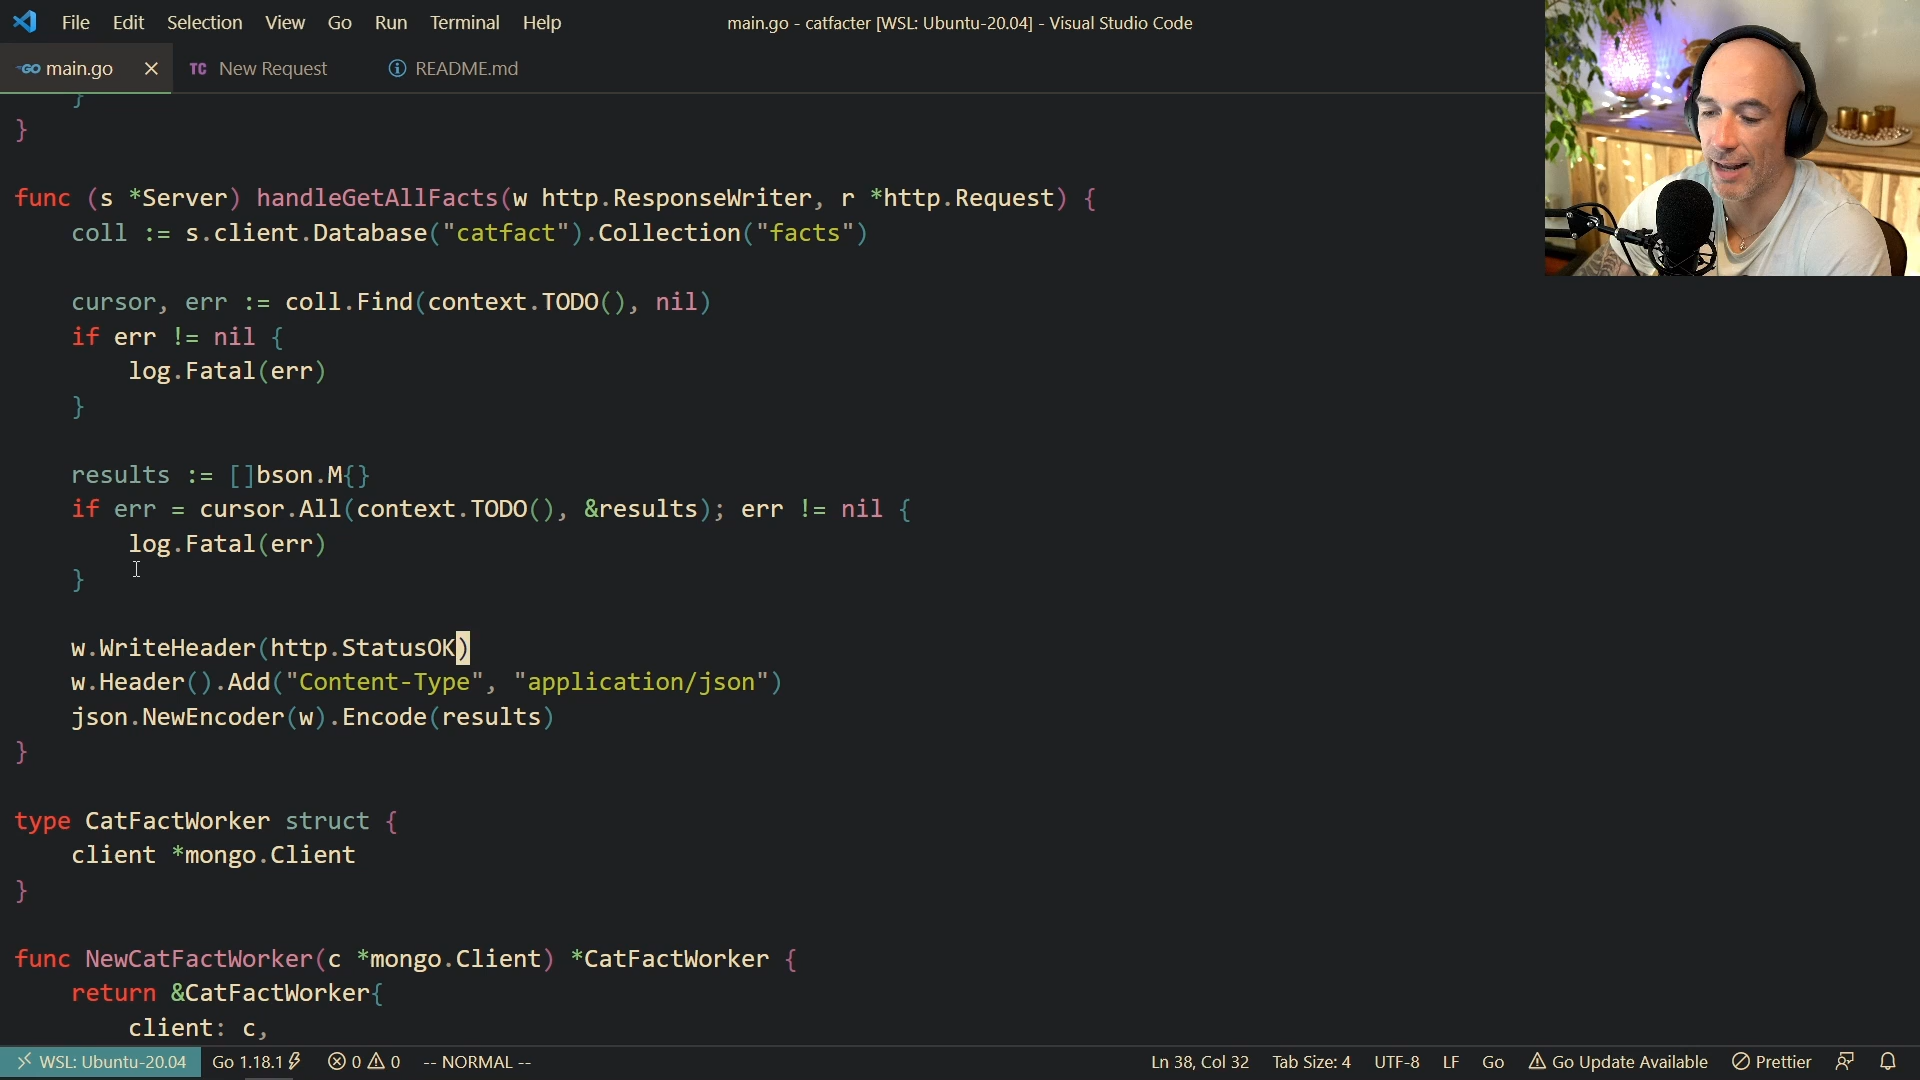 File Edit Selection View Go Run Terminal Help main.go - catfacter [WSL: Ubuntu-20.04] - Visual Studio Code
GO main.go TC New Request README.md
}
}
func (s *Server) handleGetAllFacts(w http.ResponseWriter, r *http.Request) {
coll := s.client.Database("catfact").Collection("facts")
cursor, err := coll.Find(context.TODO(), nil)
if err != nil {
log.Fatal(err)
}
results := []bson.M{}
if err = cursor.All(context.TODO(), &results); err != nil {
log.Fatal(err)
}
w.WriteHeader(http.StatusOK)
w.Header().Add("Content-Type", "application/json")
json.NewEncoder(w).Encode(results)
}
type CatFactWorker struct {
client *mongo.Client
}
func NewCatFactWorker(c *mongo.Client) *CatFactWorker {
return &CatFactWorker{
client: c,
WSL: Ubuntu-20.04 Go 1.18.1 0 0 -- NORMAL -- Ln 38, Col 32 Tab Size: 4 UTF-8 LF Go Go Update Available Prettier